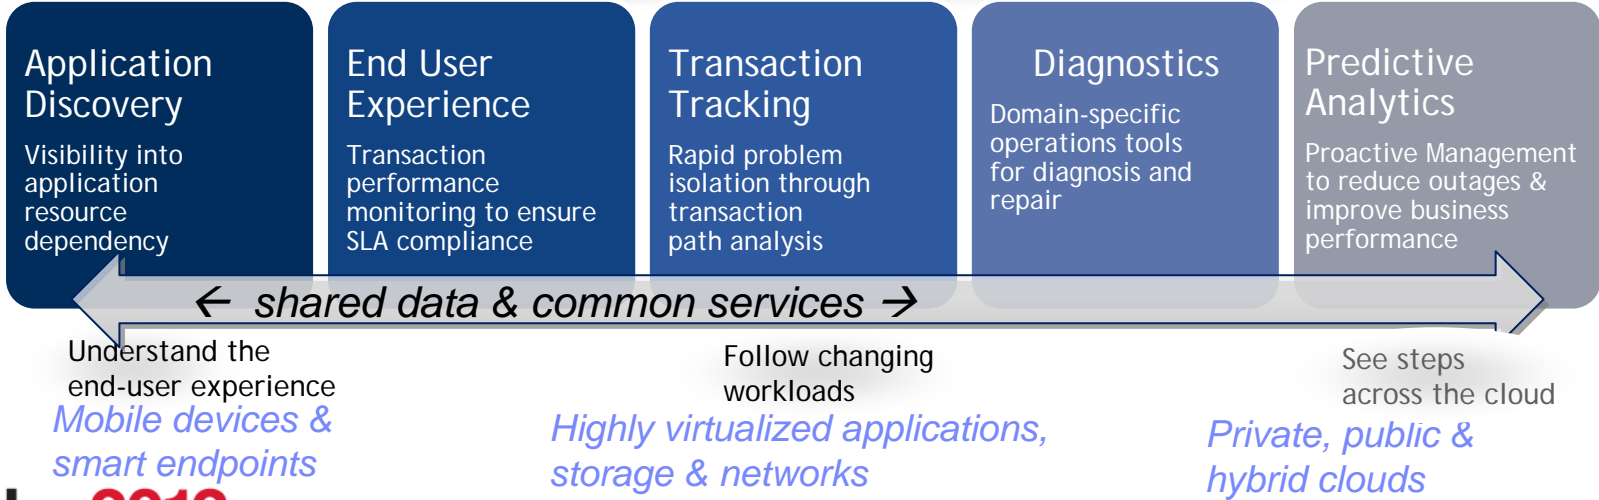 Application
Discovery
Visibility into
application
resource
dependency
End User
Experience
Transaction
performance
monitoring to ensure
SLA compliance
Transaction
Tracking
Rapid problem
isolation through
transaction
path analysis
Diagnostics
Domain-specific
operations tools
for diagnosis and
repair
Predictive
Analytics
Proactive Management
to reduce outages &
improve business
performance
← shared data & common services →
Understand the
end-user experience
Mobile devices &
smart endpoints
Follow changing
workloads
Highly virtualized applications,
storage & networks
See steps
across the cloud
Private, public &
hybrid clouds